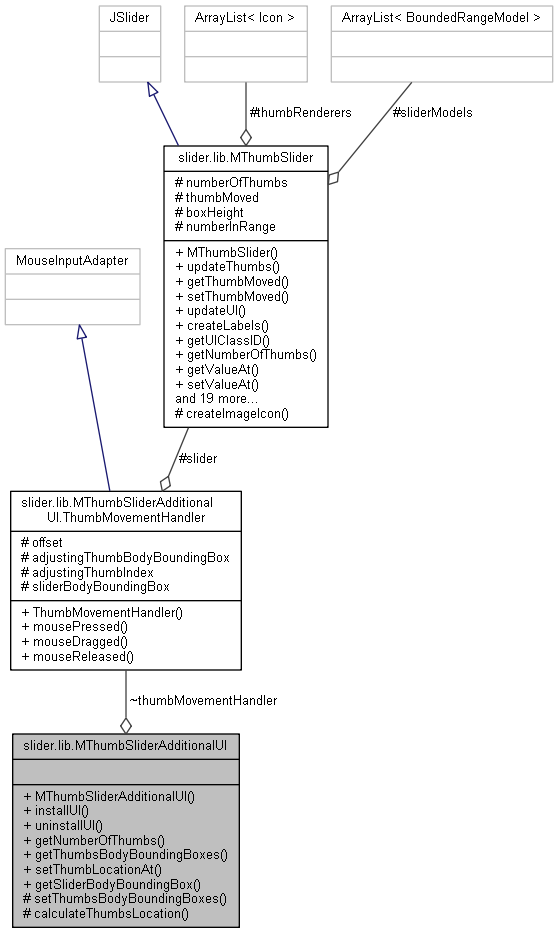 JSlider
ArrayList< Icon >
ArrayList< BoundedRangeModel >
#thumbRenderers
#sliderModels
slider.lib.MThumbSlider
# numberOfThumbs
# thumbMoved
# boxHeight
# numberInRange
+ MThumbSlider()
+ updateThumbs()
+ getThumbMoved()
+ setThumbMoved()
+ updateUI()
+ createLabels()
+ getUIClassID()
+ getNumberOfThumbs()
+ getValueAt()
+ setValueAt()
and 19 more...
# createImageIcon()
MouseInputAdapter
#slider
slider.lib.MThumbSliderAdditional
UI.ThumbMovementHandler
# offset
# adjustingThumbBodyBoundingBox
# adjustingThumbIndex
# sliderBodyBoundingBox
+ ThumbMovementHandler()
+ mousePressed()
+ mouseDragged()
+ mouseReleased()
~thumbMovementHandler
slider.lib.MThumbSliderAdditionalUI
+ MThumbSliderAdditionalUI()
+ installUI()
+ uninstallUI()
+ getNumberOfThumbs()
+ getThumbsBodyBoundingBoxes()
+ setThumbLocationAt()
+ getSliderBodyBoundingBox()
# setThumbsBodyBoundingBoxes()
# calculateThumbsLocation()